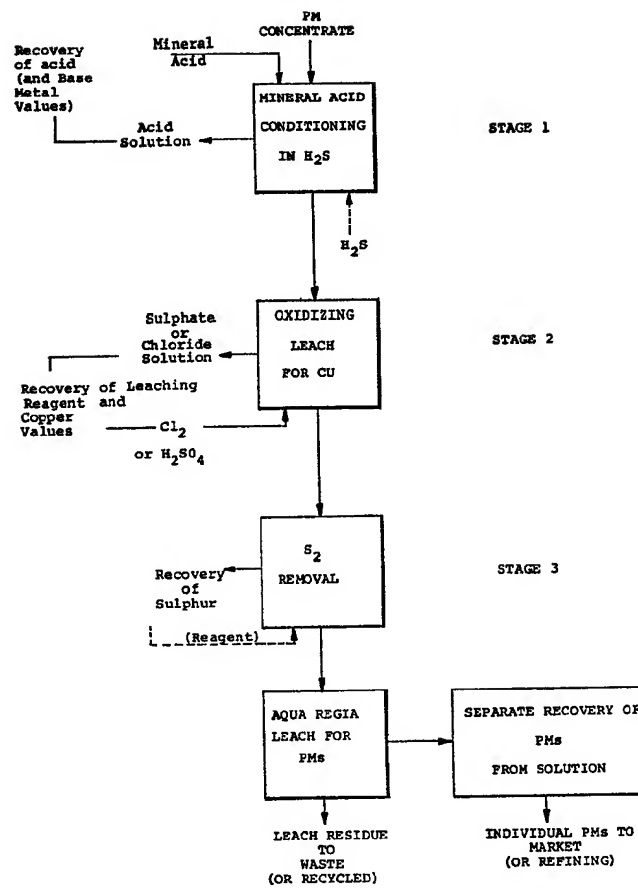 PM
CONCENTRATE
Mineral
Acid
Recovery
of acid
(and Base
Metal
Values)
Acid
Solution
MINERAL ACID
CONDITIONING
IN H2S
STAGE 1
H2S
Sulphate
or
Chloride
Solution
OXIDIZING
LEACH
FOR CU
STAGE 2
Recovery of Leaching
Reagent and
Copper
Values
Cl2
or H2SO4
S2
REMOVAL
STAGE 3
Recovery
of
Sulphur
(Reagent)
AQUA REGIA
LEACH FOR
PMs
SEPARATE RECOVERY OF
PMs
FROM SOLUTION
LEACH RESIDUE
TO
WASTE
(OR RECYCLED)
INDIVIDUAL PMs TO
MARKET
(OR REFINING)